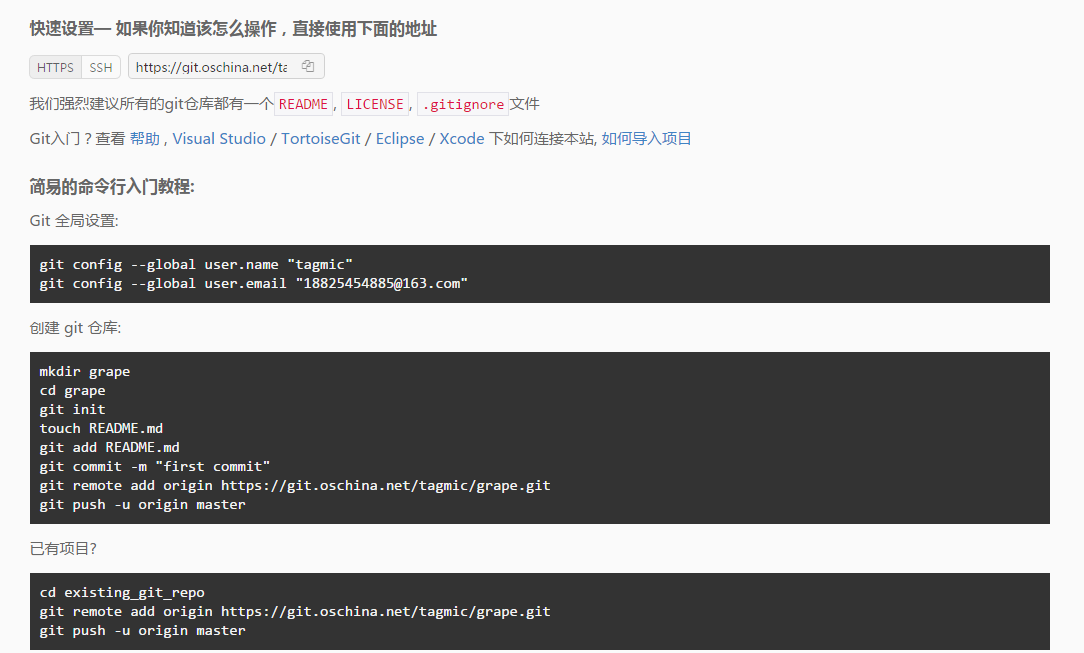 快速设置— 如果你知道该怎么操作，直接使用下面的地址
HTTPS SSH https://git.oschina.net/ta
我们强烈建议所有的git仓库都有一个 README, LICENSE, .gitignore 文件
Git入门？查看 帮助 , Visual Studio / TortoiseGit / Eclipse / Xcode 下如何连接本站, 如何导入项目
简易的命令行入门教程:
Git 全局设置:
git config --global user.name "tagmic"
git config --global user.email "18825454885@163.com"
创建 git 仓库:
mkdir grape
cd grape
git init
touch README.md
git add README.md
git commit -m "first commit"
git remote add origin https://git.oschina.net/tagmic/grape.git
git push -u origin master
已有项目?
cd existing_git_repo
git remote add origin https://git.oschina.net/tagmic/grape.git
git push -u origin master